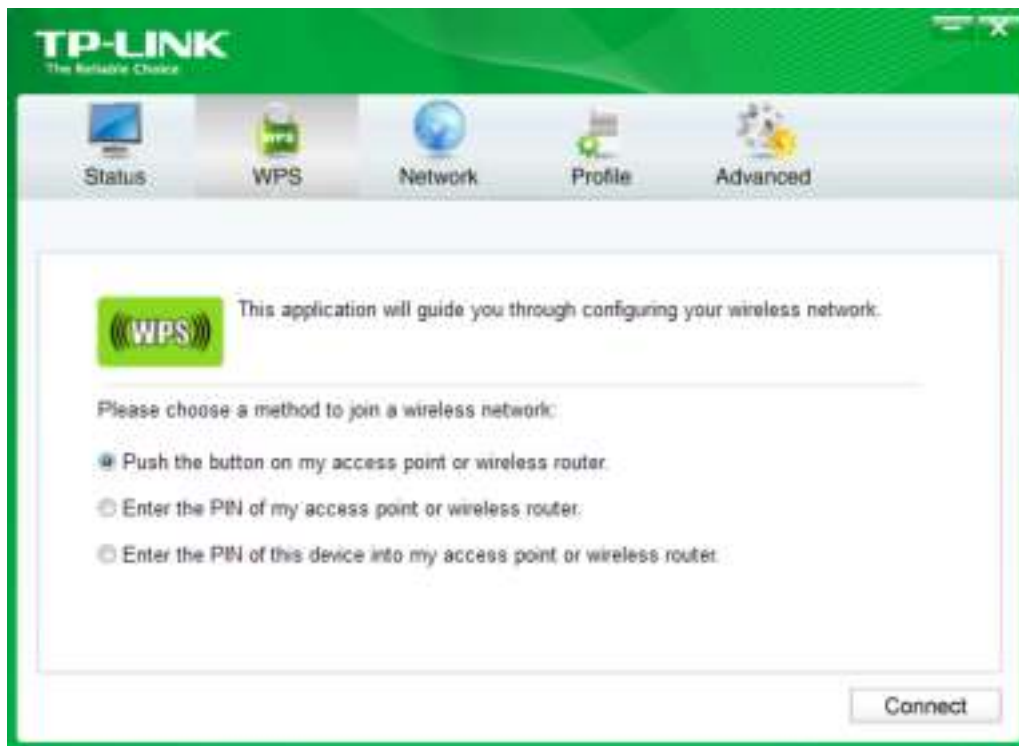 TP-LINK
The Reliable Choice
Status WPS Network Profile Advanced
WPS
(((WPS)))
This application will guide you through configuring your wireless network.
Please choose a method to join a wireless network:
Push the button on my access point or wireless router.
Enter the PIN of my access point or wireless router.
Enter the PIN of this device into my access point or wireless router.
Connect